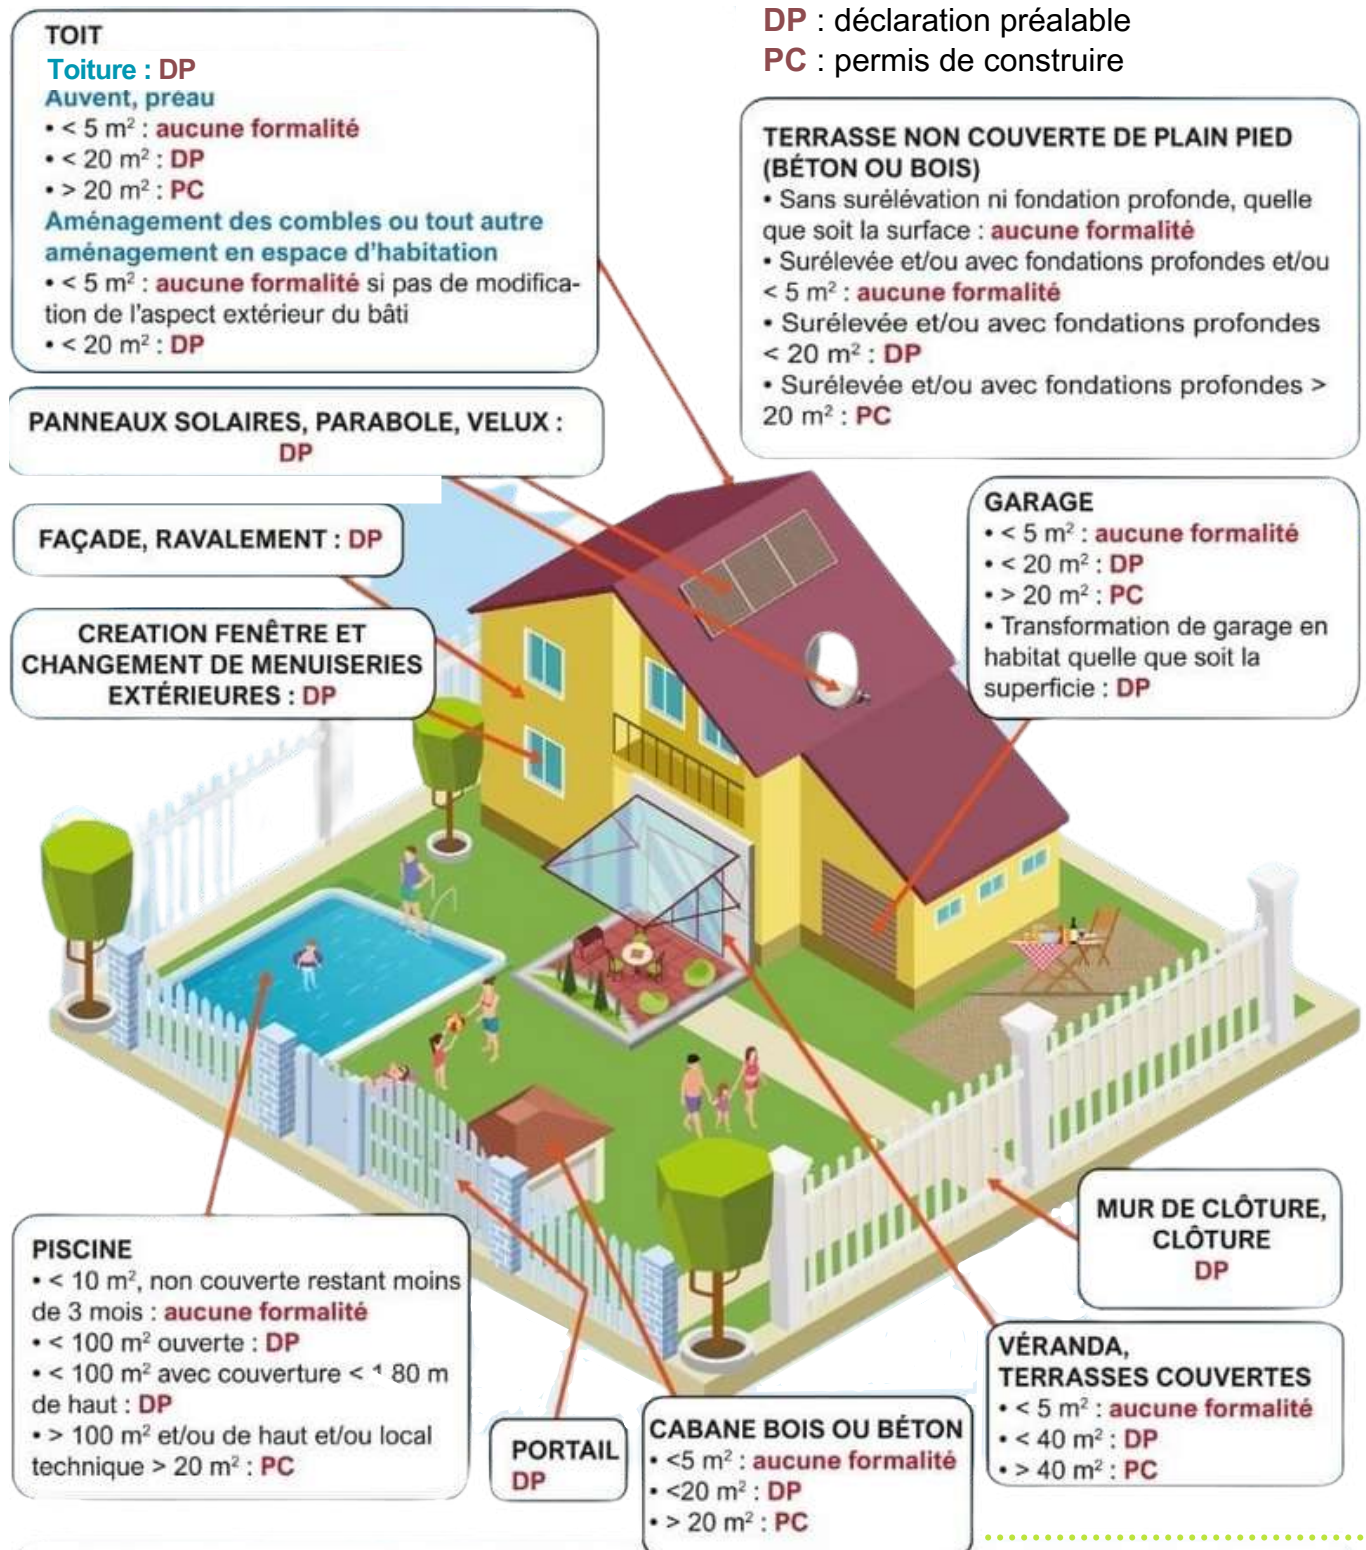 DP : déclaration préalable
PC : permis de construire
TOIT
Toiture : DP
Auvent, préau
• < 5 m² : aucune formalité
• < 20 m² : DP
• > 20 m² : PC
Aménagement des combles ou tout autre
aménagement en espace d'habitation
• < 5 m² : aucune formalité si pas de modifica-
tion de l'aspect extérieur du bâti
• < 20 m² : DP
TERRASSE NON COUVERTE DE PLAIN PIED
(BÉTON OU BOIS)
• Sans surélévation ni fondation profonde, quelle
que soit la surface : aucune formalité
• Surélevée et/ou avec fondations profondes et/ou
< 5 m² : aucune formalité
• Surélevée et/ou avec fondations profondes
< 20 m² : DP
• Surélevée et/ou avec fondations profondes >
20 m² : PC
PANNEAUX SOLAIRES, PARABOLE, VELUX :
DP
FAÇADE, RAVALEMENT : DP
CREATION FENÊTRE ET
CHANGEMENT DE MENUISERIES
EXTÉRIEURES : DP
GARAGE
• < 5 m² : aucune formalité
• < 20 m² : DP
• > 20 m² : PC
• Transformation de garage en
habitat quelle que soit la
superficie : DP
PISCINE
• < 10 m², non couverte restant moins
de 3 mois : aucune formalité
• < 100 m² ouverte : DP
• < 100 m² avec couverture < 80 m
de haut : DP
• > 100 m² et/ou de haut et/ou local
technique > 20 m² : PC
PORTAIL
DP
CABANE BOIS OU BÉTON
• <5 m² : aucune formalité
• <20 m² : DP
• > 20 m² : PC
MUR DE CLÔTURE,
CLÔTURE
DP
VÉRANDA,
TERRASSES COUVERTES
• < 5 m² : aucune formalité
• < 40 m² : DP
• > 40 m² : PC